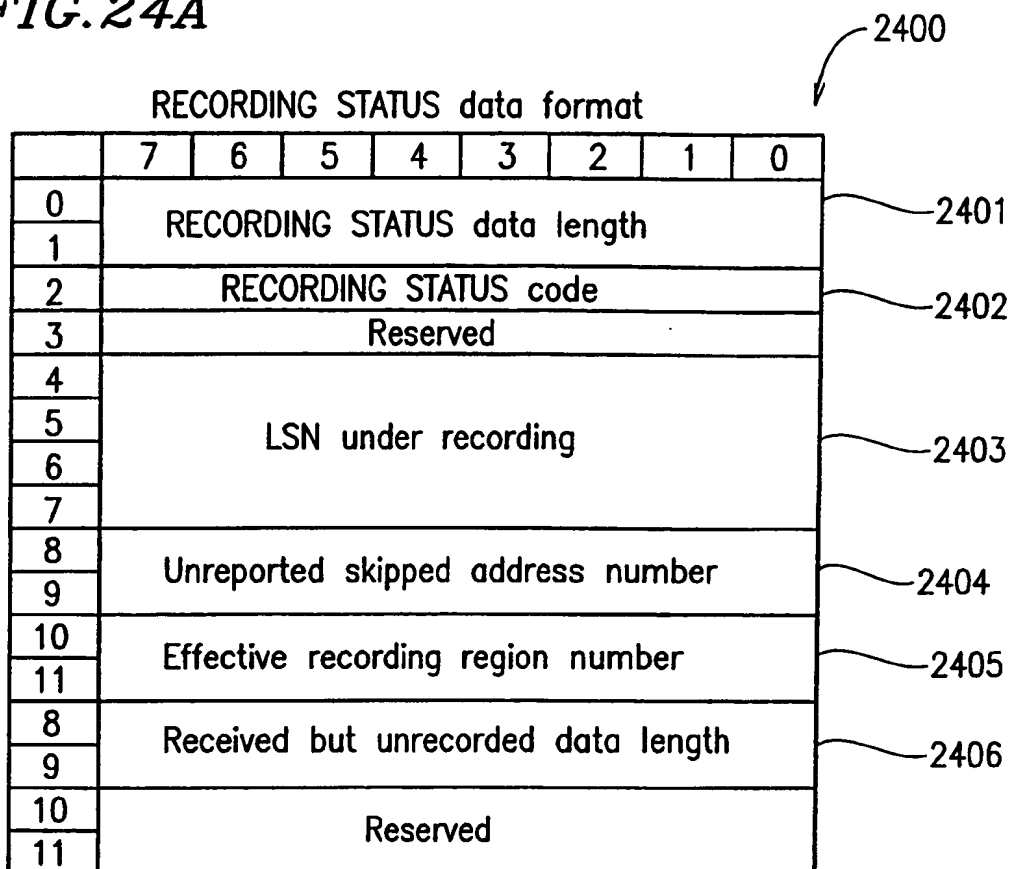 FIG. 24A
2400
RECORDING STATUS data format
7 6 5 4 3 2 1 0
0
1
RECORDING STATUS data length
2401
2 RECORDING STATUS code
2402
3 Reserved
4
5
6
7
LSN under recording
2403
8
9
Unreported skipped address number
2404
10
11
Effective recording region number
2405
8
9
Received but unrecorded data length
2406
10
11
Reserved